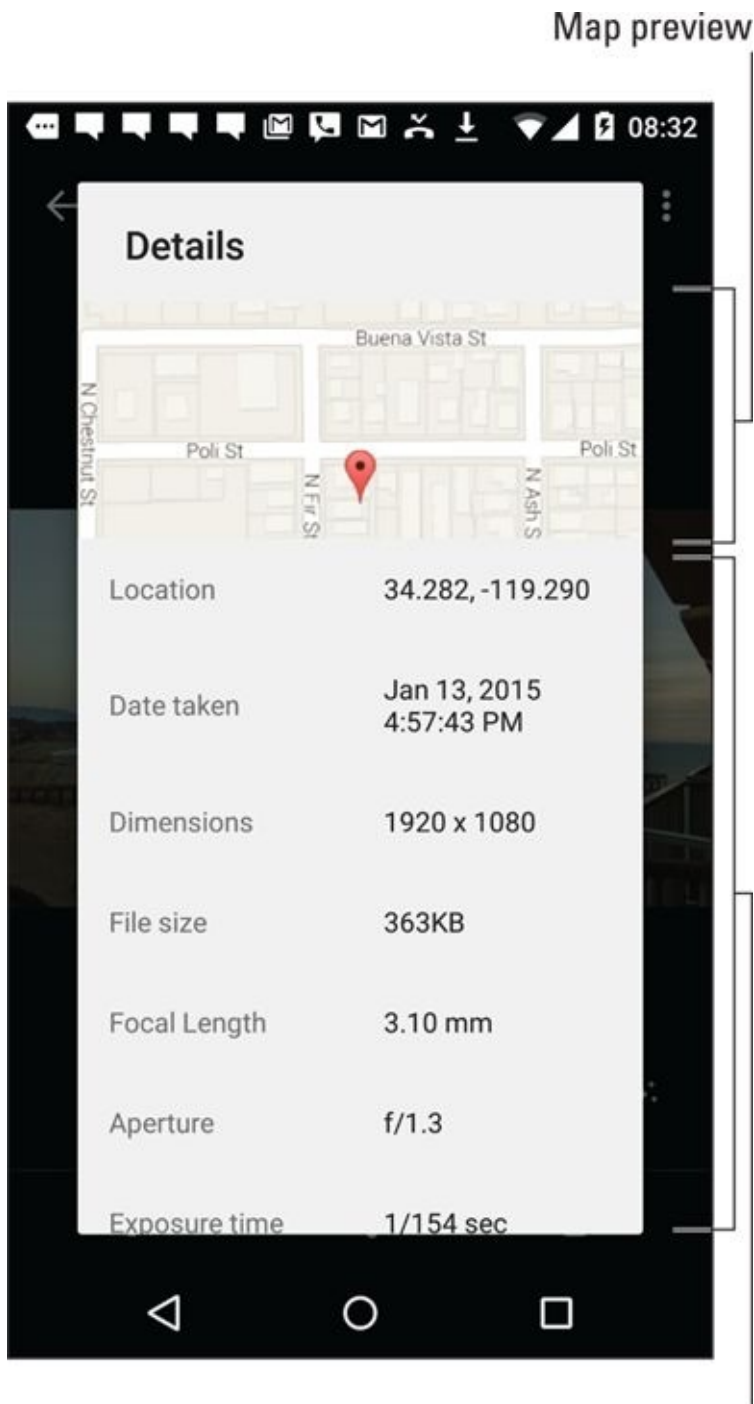 Map preview
08:32
Details
Buena Vista St
N Chestnut St
Poli St
Poli St
N Fir St
N Ash S
Location 34.282, -119.290
Date taken Jan 13, 2015
4:57:43 PM
Dimensions 1920 x 1080
File size 363KB
Focal Length 3.10 mm
Aperture f/1.3
Exposure time 1/154 sec